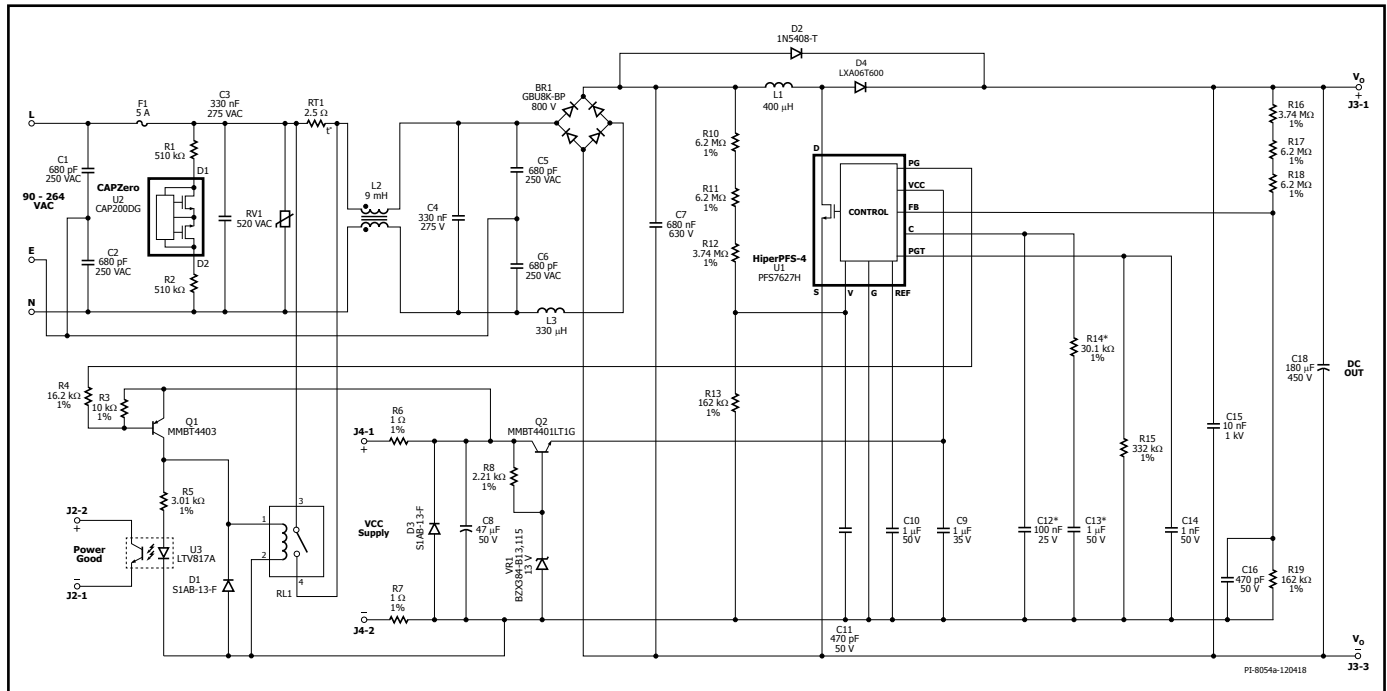 D2
1N5408-T
D4
LXA06T600
L1
400 µH
BR1
GBU8K-BP
800 V
V_O
+
J3-1
L
F1
5 A
C3
330 nF
275 VAC
RT1
2.5 Ω
t°
R1
510 kΩ
C1
680 pF
250 VAC
90 - 264
VAC
CAPZero
U2
CAP200DG
D1
D2
RV1
520 VAC
L2
9 mH
C4
330 nF
275 V
C5
680 pF
250 VAC
C2
680 pF
250 VAC
E
R2
510 kΩ
N
C6
680 pF
250 VAC
L3
330 µH
C7
680 nF
630 V
R10
6.2 MΩ
1%
R11
6.2 MΩ
1%
R12
3.74 MΩ
1%
D
CONTROL
PG
VCC
FB
C
PGT
HiperPFS-4
U1
PFS7627H
S
V
G
REF
R16
3.74 MΩ
1%
R17
6.2 MΩ
1%
R18
6.2 MΩ
1%
R14*
30.1 kΩ
1%
C18
180 µF
450 V
DC
OUT
R4
16.2 kΩ
1%
R3
10 kΩ
1%
Q1
MMBT4403
R13
162 kΩ
1%
R6
1 Ω
1%
J4-1
+
Q2
MMBT4401LT1G
R8
2.21 kΩ
1%
R15
332 kΩ
1%
C15
10 nF
1 kV
R5
3.01 kΩ
1%
J2-2
+
Power
Good
–
J2-1
U3
LTV817A
D1
S1AB-13-F
3
1
2
4
RL1
VCC
Supply
D3
S1AB-13-F
C8
47 µF
50 V
VR1
BZX384-B13,115
13 V
R7
1 Ω
1%
–
J4-2
C10
1 µF
50 V
C9
1 µF
35 V
C12*
100 nF
25 V
C13*
1 µF
50 V
C14
1 nF
50 V
C16
470 pF
50 V
R19
162 kΩ
1%
C11
470 pF
50 V
V_O
–
J3-3
PI-8054a-120418